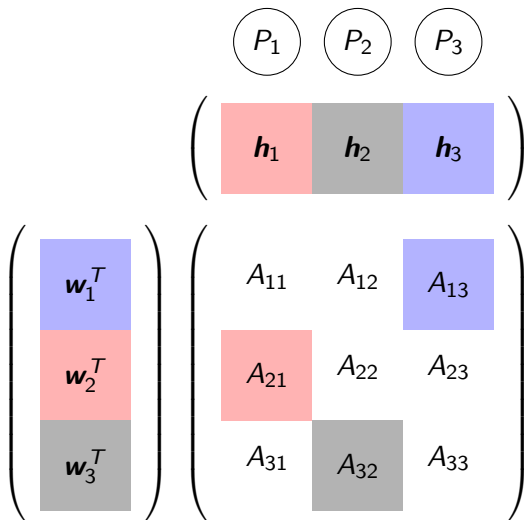 P₁ P₂ P₃
( h₁ h₂ h₃ )
w₁ᵀ A₁₁ A₁₂ A₁₃
w₂ᵀ A₂₁ A₂₂ A₂₃
w₃ᵀ A₃₁ A₃₂ A₃₃